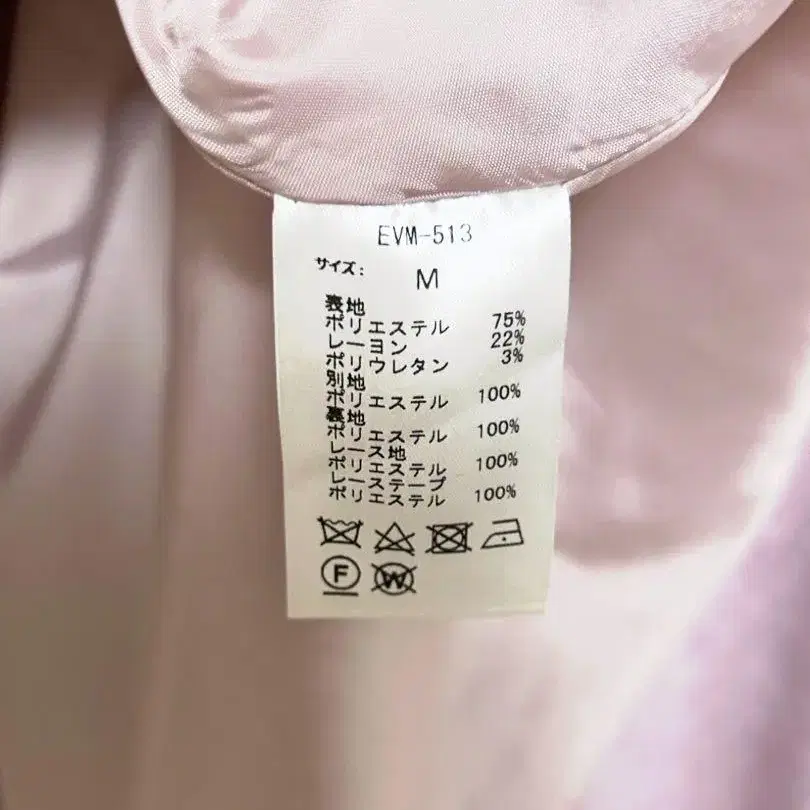 EVM-513
サイズ: M
表地
ポリエステル 75%
レーヨン 22%
ポリウレタン 3%
別地
ポリエステル 100%
裏地
ポリエステル 100%
レース地
ポリエステル 100%
レーステープ
ポリエステル 100%
F W